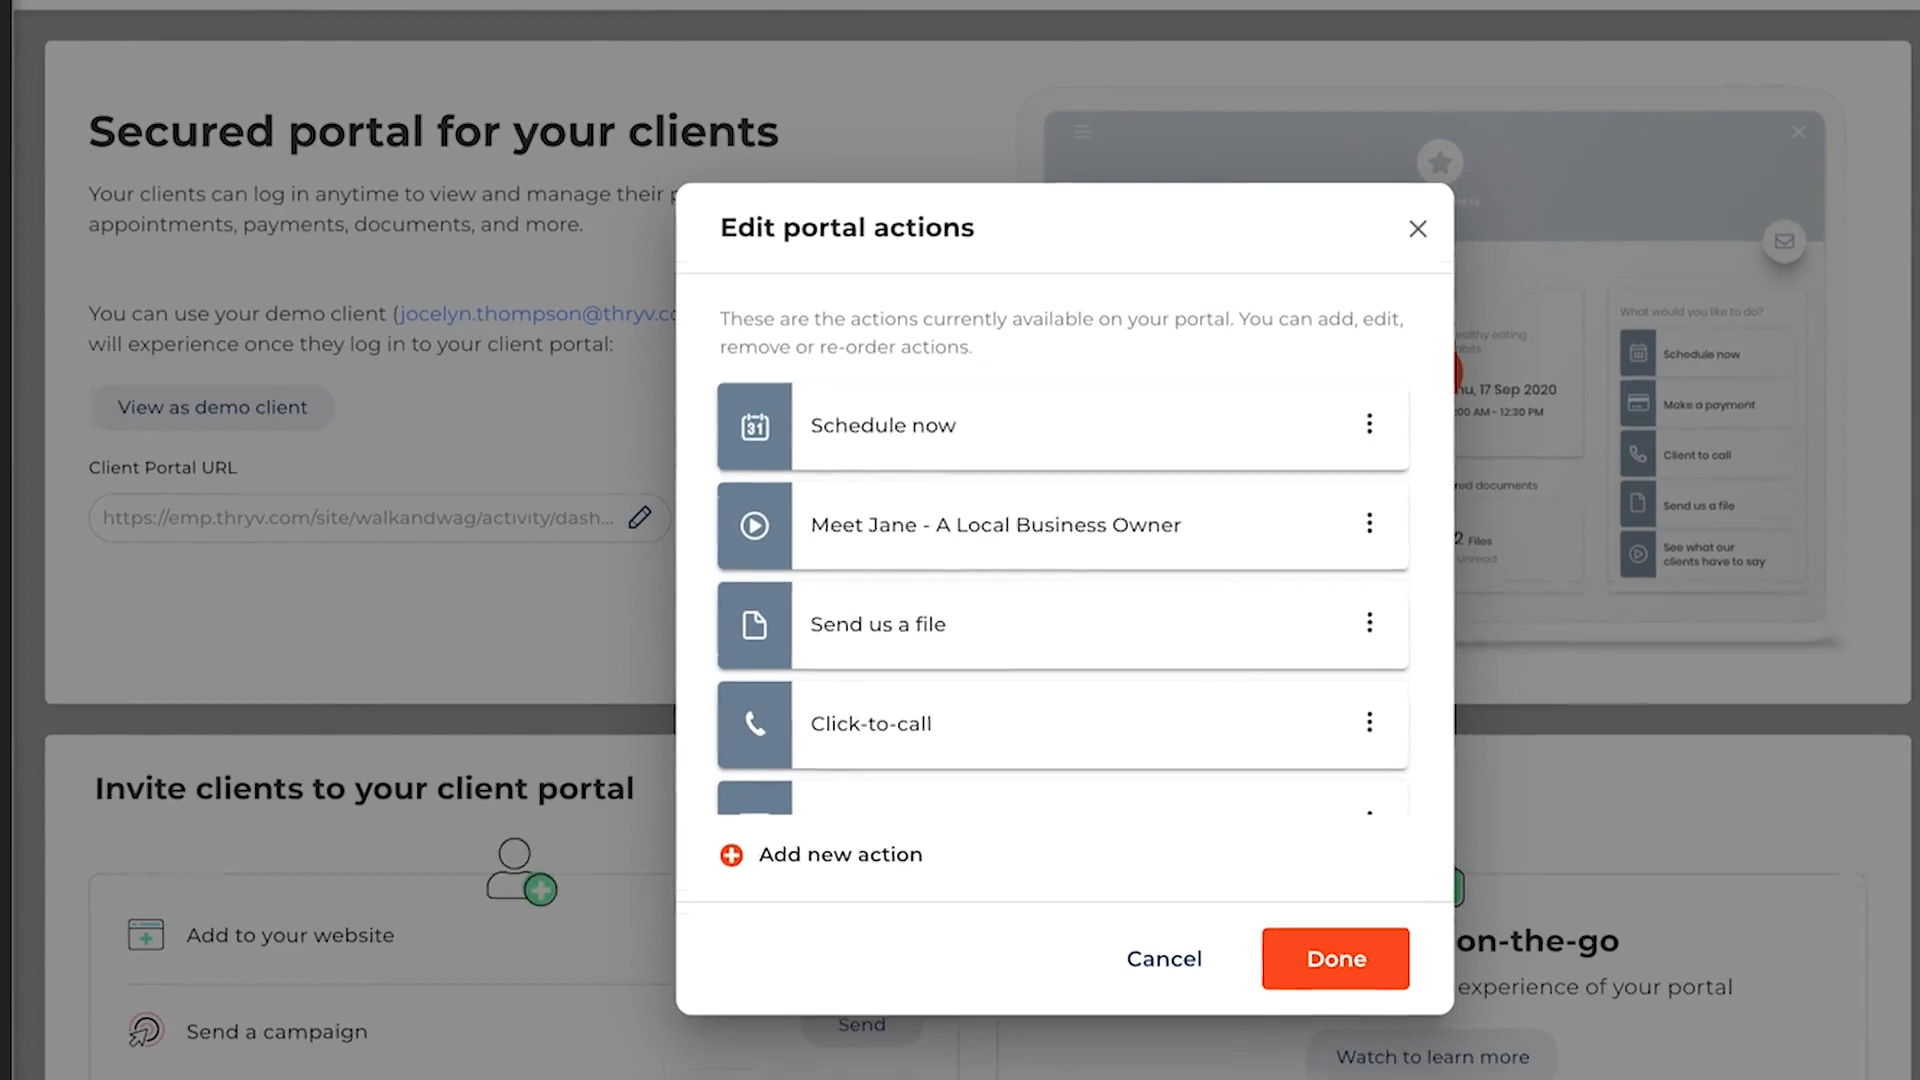 Secured portal for your clients
Your clients can log in anytime to view and manage their
appointments, payments, documents, and more.
You can use your demo client (jocelyn.thompson@thryv.co
will experience once they log in to your client portal:
View as demo client
Client Portal URL
https://emp.thryv.com/site/walkandwag/activity/dash...
Edit portal actions
These are the actions currently available on your portal. You can add, edit,
remove or re-order actions.
31
Schedule now
Meet Jane - A Local Business Owner
Send us a file
Click-to-call
Add new action
Cancel
Done
ealthy eating
hu, 17 Sep 2020
:00 AM - 12:30 PM
red documents
2 Files
Unread
What would you like to do?
Schedule now
Make a payment
Client to call
Send us a file
See what our
clients have to say
Invite clients to your client portal
Add to your website
Send a campaign
Send
on-the-go
experience of your portal
Watch to learn more